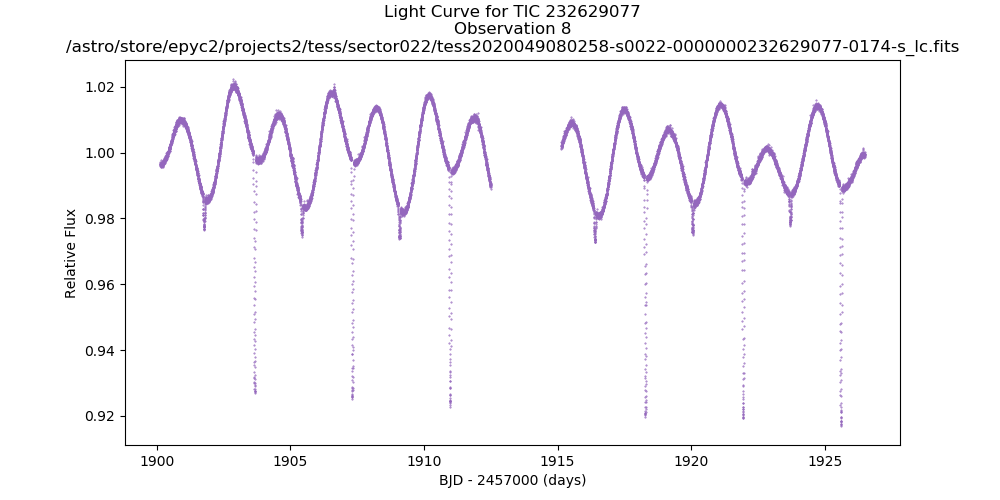 Light Curve for TIC 232629077
Observation 8
/astro/store/epyc2/projects2/tess/sector022/tess2020049080258-s0022-0000000232629077-0174-s_lc.fits
1.02
1.00
0.98
0.96
0.94
0.92
Relative Flux
1900
1905
1910
1915
1920
1925
BJD - 2457000 (days)